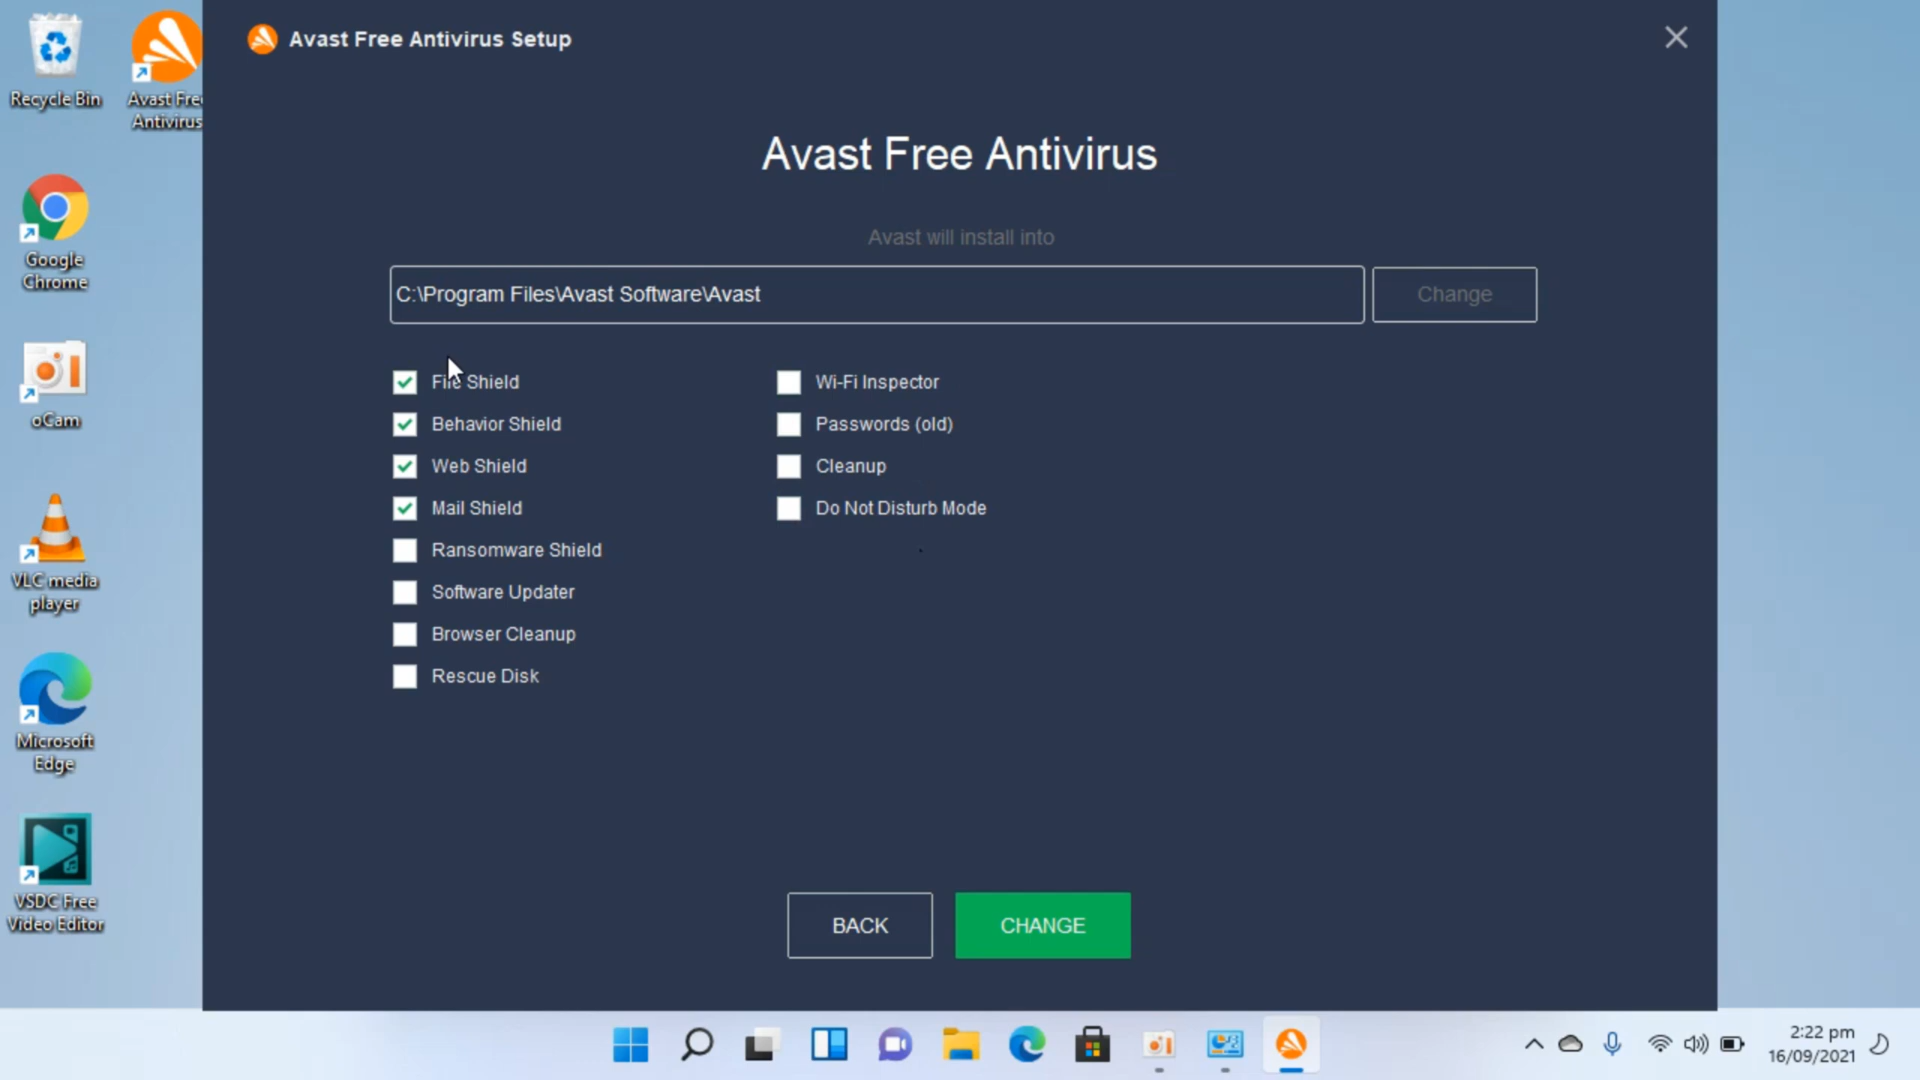 Recycle Bin
Avast Free
Antivirus
Google
Chrome
oCam
VLC media
player
Microsoft
Edge
VSDC Free
Video Editor
Avast Free Antivirus Setup
Avast Free Antivirus
Avast will install into
C:\Program Files\Avast Software\Avast
Change
File Shield
Behavior Shield
Web Shield
Mail Shield
Ransomware Shield
Software Updater
Browser Cleanup
Rescue Disk
Wi-Fi Inspector
Passwords (old)
Cleanup
Do Not Disturb Mode
BACK
CHANGE
2:22 pm
16/09/2021